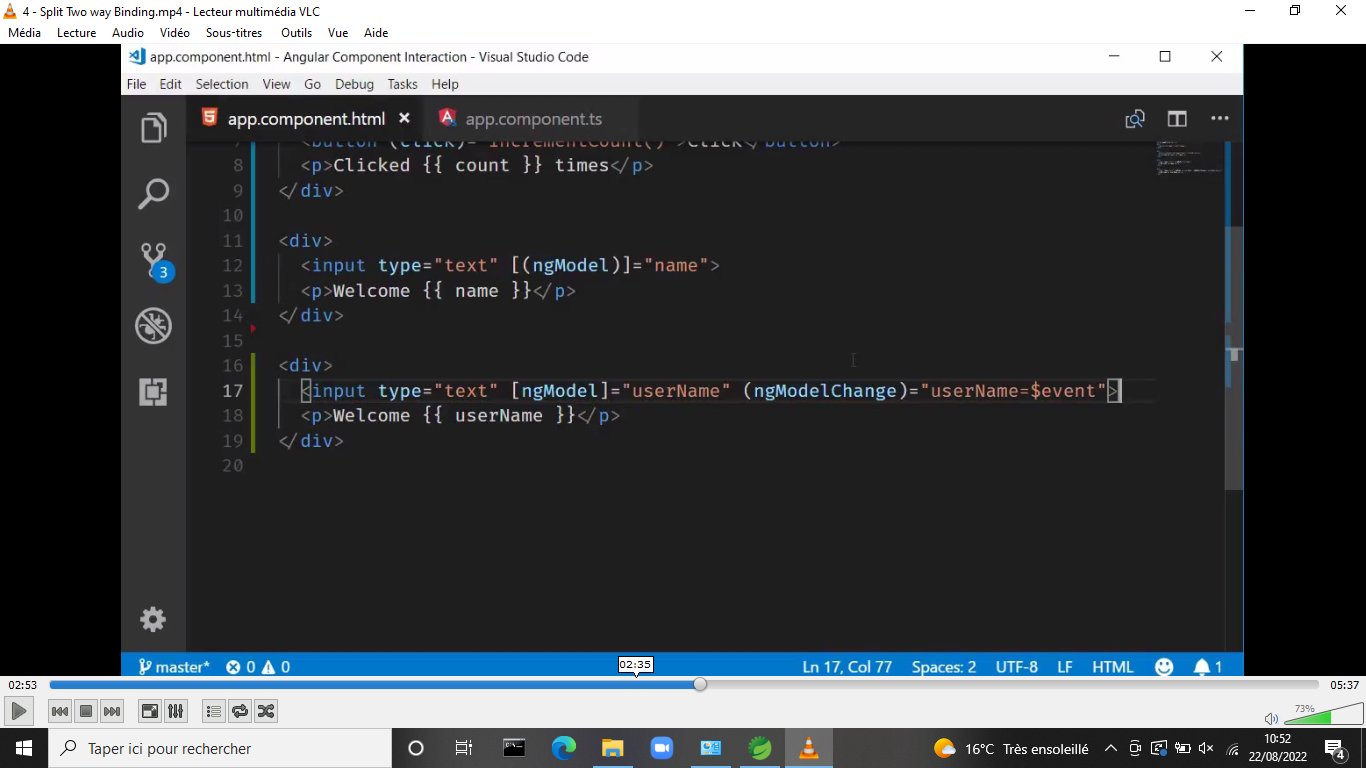 4 - Split Two way Binding.mp4 - Lecteur multimédia VLC
Média Lecture Audio Vidéo Sous-titres Outils Vue Aide
app.component.html - Angular Component Interaction - Visual Studio Code
File Edit Selection View Go Debug Tasks Help
app.component.html app.component.ts
7 <button (click)="incrementCount()">Click</button>
8 <p>Clicked {{ count }} times</p>
9 </div>
10
11 <div>
12 <input type="text" [(ngModel)]="name">
13 <p>Welcome {{ name }}</p>
14 </div>
15
16 <div>
17 <input type="text" [ngModel]="userName" (ngModelChange)="userName=$event">
18 <p>Welcome {{ userName }}</p>
19 </div>
20
3
master* 0 0 Ln 17, Col 77 Spaces: 2 UTF-8 LF HTML 1
02:35
02:53 05:37
73%
Taper ici pour rechercher
16°C Très ensoleillé
10:52
22/08/2022
4